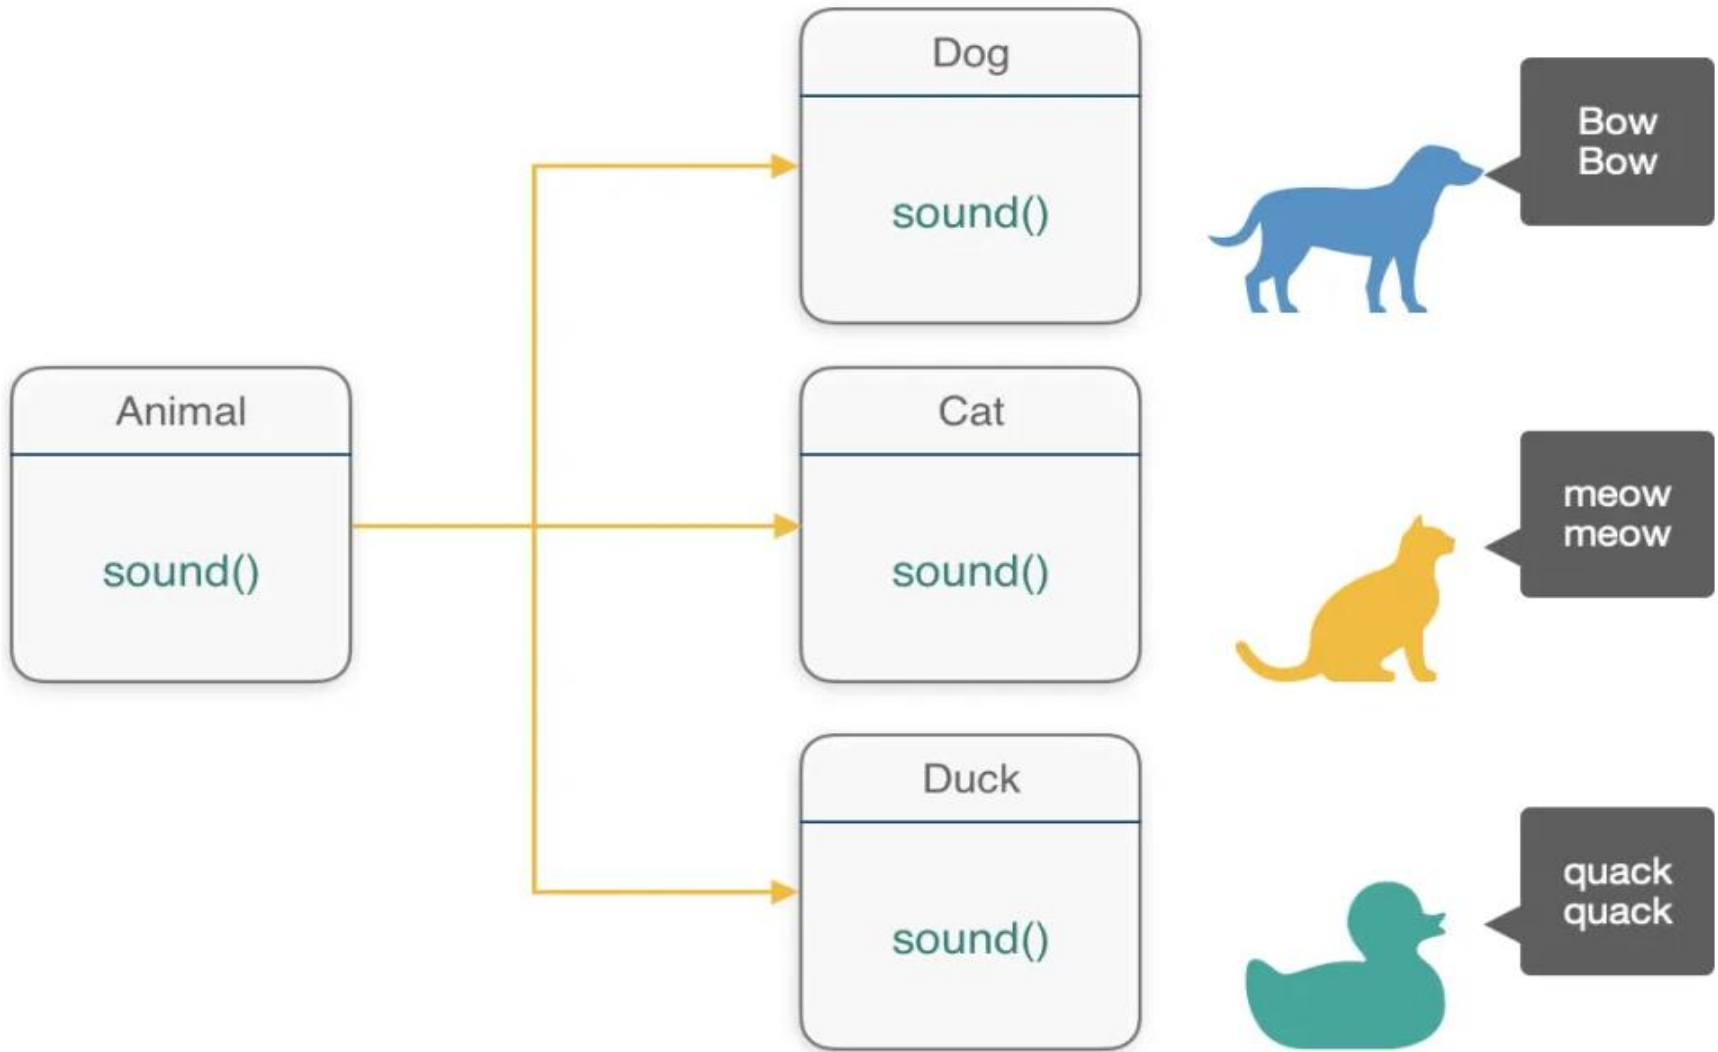 Dog
sound()
Bow
Bow
Animal
sound()
Cat
sound()
meow
meow
Duck
sound()
quack
quack